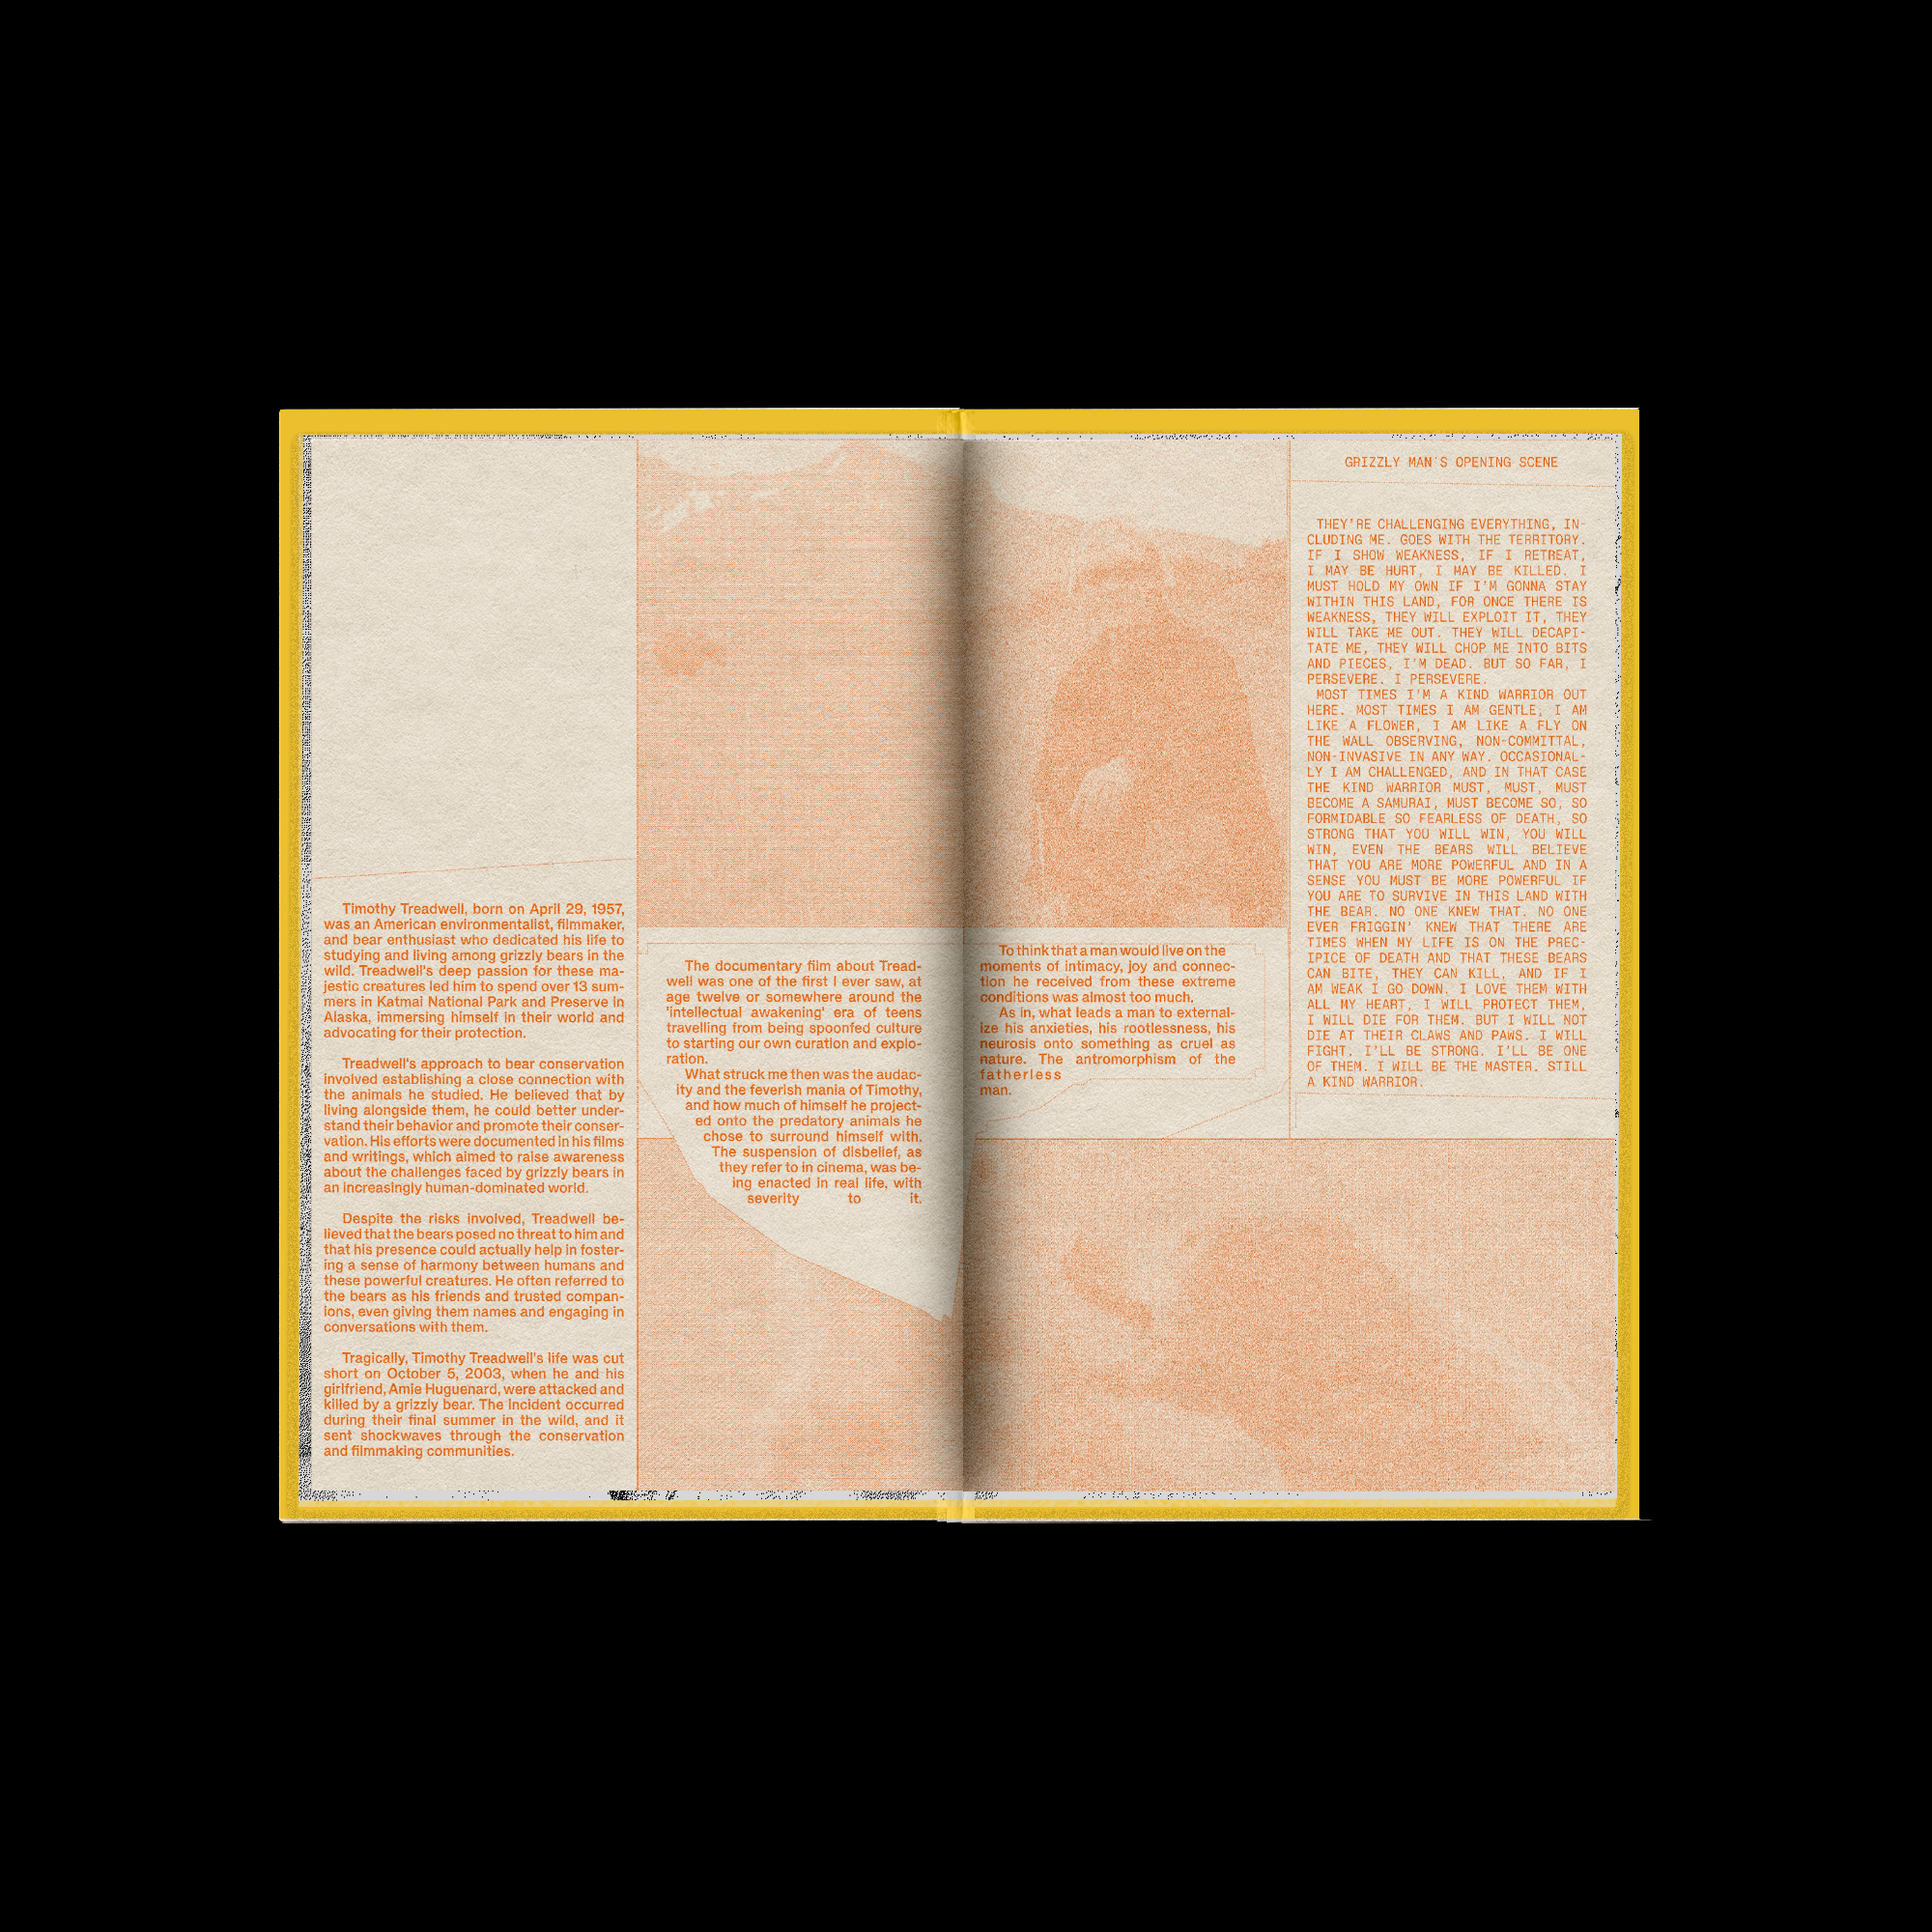 Timothy Treadwell, born on April 29, 1957,
was an American environmentalist, filmmaker,
and bear enthusiast who dedicated his life to
studying and living among grizzly bears in the
wild. Treadwell's deep passion for these ma-
jestic creatures led him to spend over 13 sum-
mers in Katmai National Park and Preserve in
Alaska, immersing himself in their world and
advocating for their protection.
Treadwell's approach to bear conservation
involved establishing a close connection with
the animals he studied. He believed that by
living alongside them, he could better under-
stand their behavior and promote their conser-
vation. His efforts were documented in his films
and writings, which aimed to raise awareness
about the challenges faced by grizzly bears in
an increasingly human-dominated world.
Despite the risks involved, Treadwell be-
lieved that the bears posed no threat to him and
that his presence could actually help in foster-
ing a sense of harmony between humans and
these powerful creatures. He often referred to
the bears as his friends and trusted compan-
ions, even giving them names and engaging in
conversations with them.
Tragically, Timothy Treadwell's life was cut
short on October 5, 2003, when he and his
girlfriend, Amie Huguenard, were attacked and
killed by a grizzly bear. The incident occurred
during their final summer in the wild, and it
sent shockwaves through the conservation
and filmmaking communities.
The documentary film about Tread-
well was one of the first I ever saw, at
age twelve or somewhere around the
'intellectual awakening' era of teens
travelling from being spoonfed culture
to starting our own curation and explo-
ration.
What struck me then was the audac-
ity and the feverish mania of Timothy,
and how much of himself he project-
ed onto the predatory animals he
chose to surround himself with.
The suspension of disbelief, as
they refer to in cinema, was be-
ing enacted in real life, with
severity to it.
To think that a man would live on the
moments of intimacy, joy and connec-
tion he received from these extreme
conditions was almost too much.
As in, what leads a man to external-
ize his anxieties, his rootlessness, his
neurosis onto something as cruel as
nature. The antromorphism of the
fatherless
man.
GRIZZLY MAN'S OPENING SCENE
THEY'RE CHALLENGING EVERYTHING, IN-
CLUDING ME. GOES WITH THE TERRITORY.
IF I SHOW WEAKNESS, IF I RETREAT,
I MAY BE HURT, I MAY BE KILLED. I
MUST HOLD MY OWN IF I'M GONNA STAY
WITHIN THIS LAND, FOR ONCE THERE IS
WEAKNESS, THEY WILL EXPLOIT IT, THEY
WILL TAKE ME OUT. THEY WILL DECAPI-
TATE ME, THEY WILL CHOP ME INTO BITS
AND PIECES, I'M DEAD. BUT SO FAR, I
PERSEVERE. I PERSEVERE.
MOST TIMES I'M A KIND WARRIOR OUT
HERE. MOST TIMES I AM GENTLE, I AM
LIKE A FLOWER, I AM LIKE A FLY ON
THE WALL OBSERVING, NON-COMMITTAL,
NON-INVASIVE IN ANY WAY. OCCASIONAL-
LY I AM CHALLENGED, AND IN THAT CASE
THE KIND WARRIOR MUST, MUST, MUST
BECOME A SAMURAI, MUST BECOME SO, SO
FORMIDABLE SO FEARLESS OF DEATH, SO
STRONG THAT YOU WILL WIN, YOU WILL
WIN, EVEN THE BEARS WILL BELIEVE
THAT YOU ARE MORE POWERFUL AND IN A
SENSE YOU MUST BE MORE POWERFUL IF
YOU ARE TO SURVIVE IN THIS LAND WITH
THE BEAR. NO ONE KNEW THAT. NO ONE
EVER FRIGGIN' KNEW THAT THERE ARE
TIMES WHEN MY LIFE IS ON THE PREC-
IPICE OF DEATH AND THAT THESE BEARS
CAN BITE, THEY CAN KILL, AND IF I
AM WEAK I GO DOWN. I LOVE THEM WITH
ALL MY HEART, I WILL PROTECT THEM,
I WILL DIE FOR THEM. BUT I WILL NOT
DIE AT THEIR CLAWS AND PAWS. I WILL
FIGHT, I'LL BE STRONG. I'LL BE ONE
OF THEM. I WILL BE THE MASTER. STILL
A KIND WARRIOR.